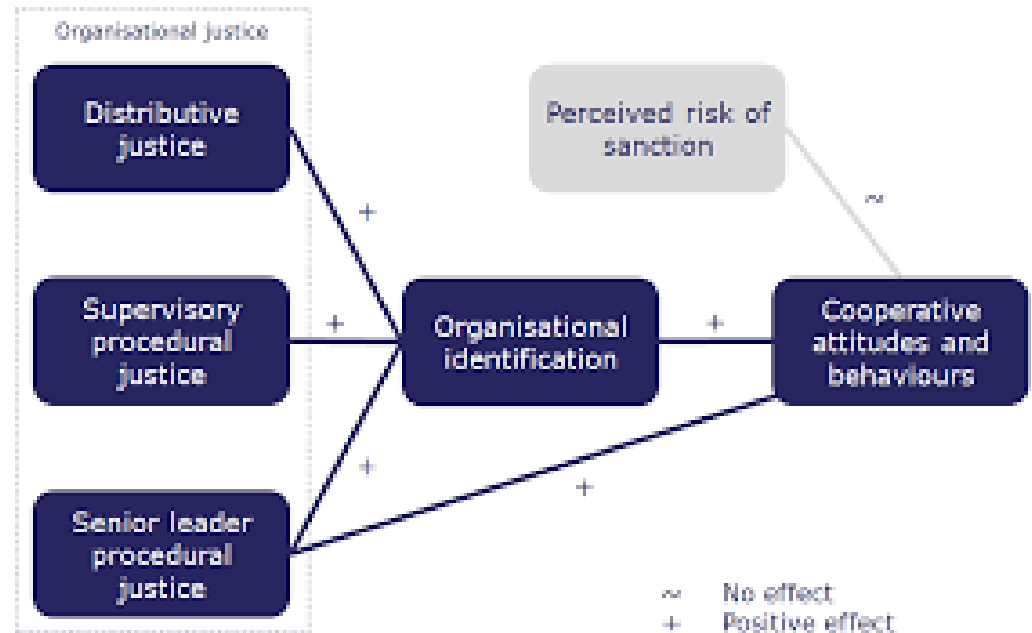 Organisational justice
Distributive
justice
Perceived risk of
sanction
~
+
Supervisory
procedural
justice
+
Organisational
identification
+
Cooperative
attitudes and
behaviours
+
+
Senior leader
procedural
justice
~ No effect
+ Positive effect